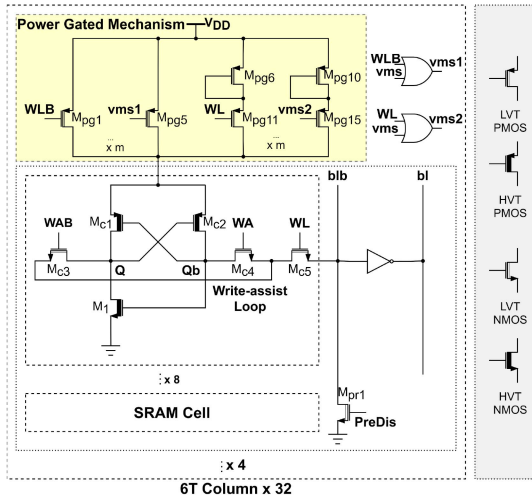 Power Gated Mechanism
VDD
Mpg6
Mpg10
WLB
vms
vms1
WLB
Mpg1
vms1
Mpg5
WL
Mpg11
vms2
Mpg15
WL
vms
vms2
...
x m
...
x m
LVT
PMOS
HVT
PMOS
LVT
NMOS
HVT
NMOS
blb
bl
WAB
Mc1
Mc2
WA
WL
Mc3
Q
Qb
Mc4
Mc5
Write-assist
Loop
M1
x 8
SRAM Cell
Mpr1
PreDis
x 4
6T Column x 32